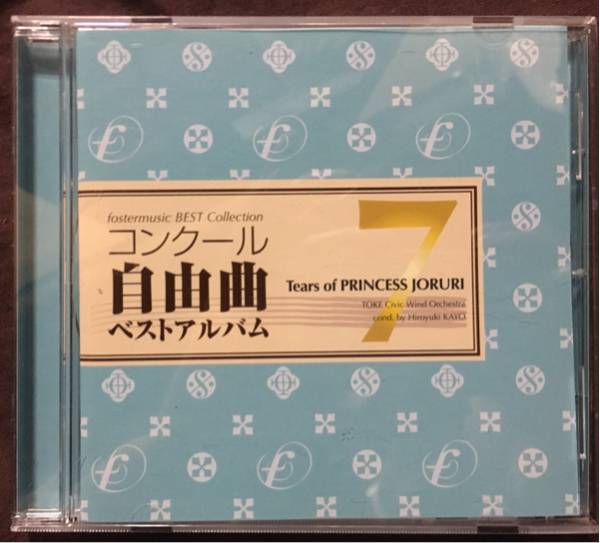 fostermusic BEST Collection
コンクール
自由曲
ベストアルバム
7
Tears of PRINCESS JORURI
TOKE Civic Wind Orchestra
cond. by Hiroyuki KAYO